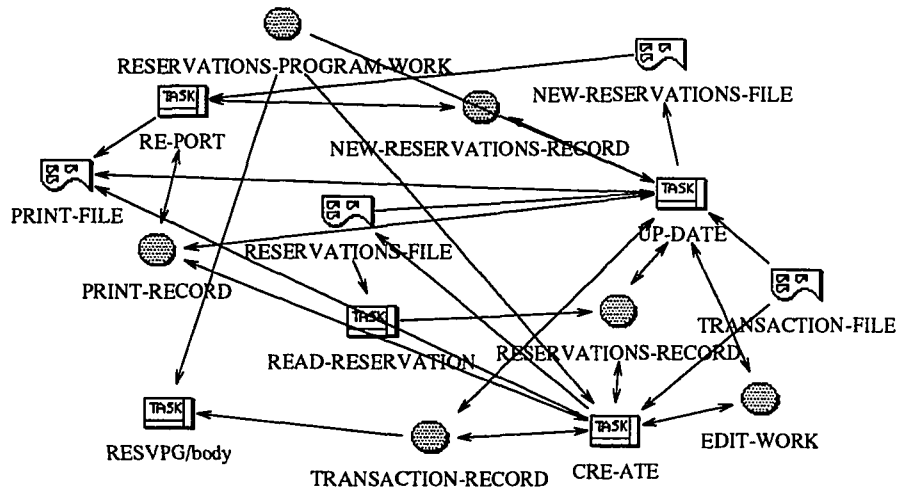 RESERVATIONS-PROGRAM-WORK
TASK
NEW-RESERVATIONS-FILE
RE-PORT
NEW-RESERVATIONS-RECORD
TASK
PRINT-FILE
UP-DATE
RESERVATIONS-FILE
PRINT-RECORD
TRANSACTION-FILE
TASK
READ-RESERVATION
RESERVATIONS-RECORD
TASK
TASK
RESVPG/body
EDIT-WORK
TRANSACTION-RECORD
CRE-ATE